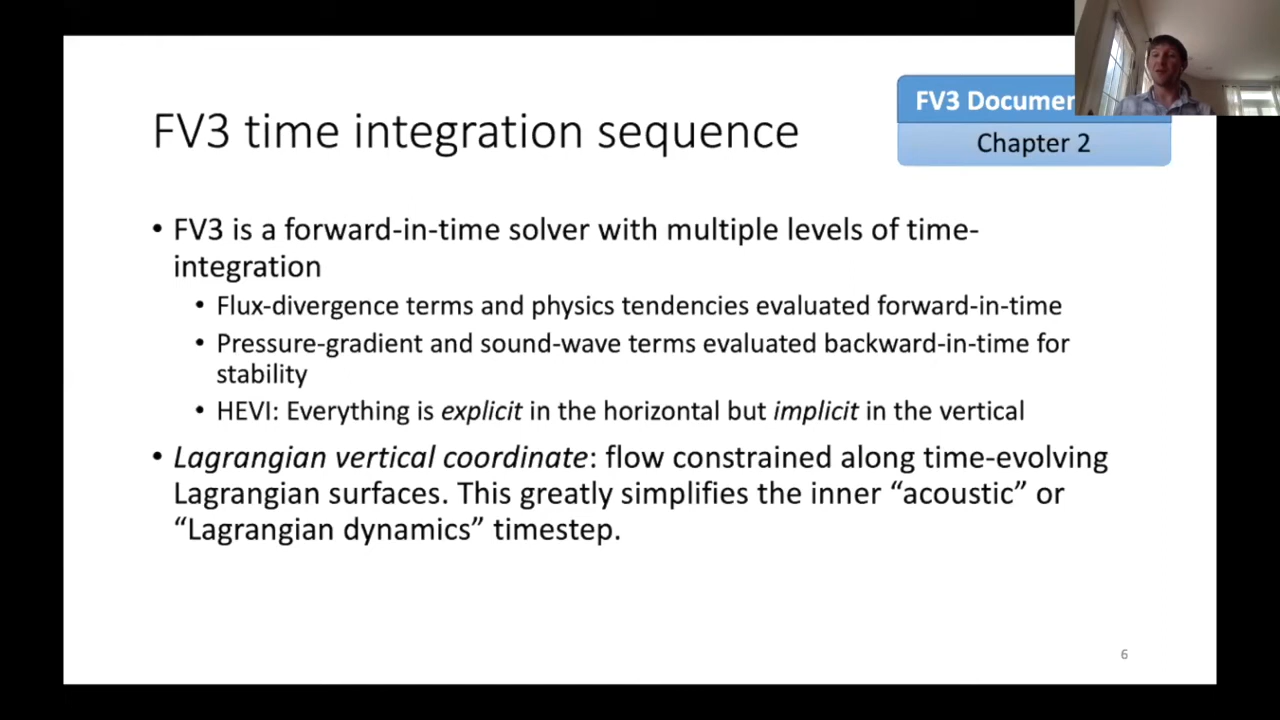 FV3 Documen
Chapter 2
FV3 time integration sequence
• FV3 is a forward-in-time solver with multiple levels of time-
integration
• Flux-divergence terms and physics tendencies evaluated forward-in-time
• Pressure-gradient and sound-wave terms evaluated backward-in-time for
stability
• HEVI: Everything is explicit in the horizontal but implicit in the vertical
• Lagrangian vertical coordinate: flow constrained along time-evolving
Lagrangian surfaces. This greatly simplifies the inner “acoustic” or
“Lagrangian dynamics” timestep.
6